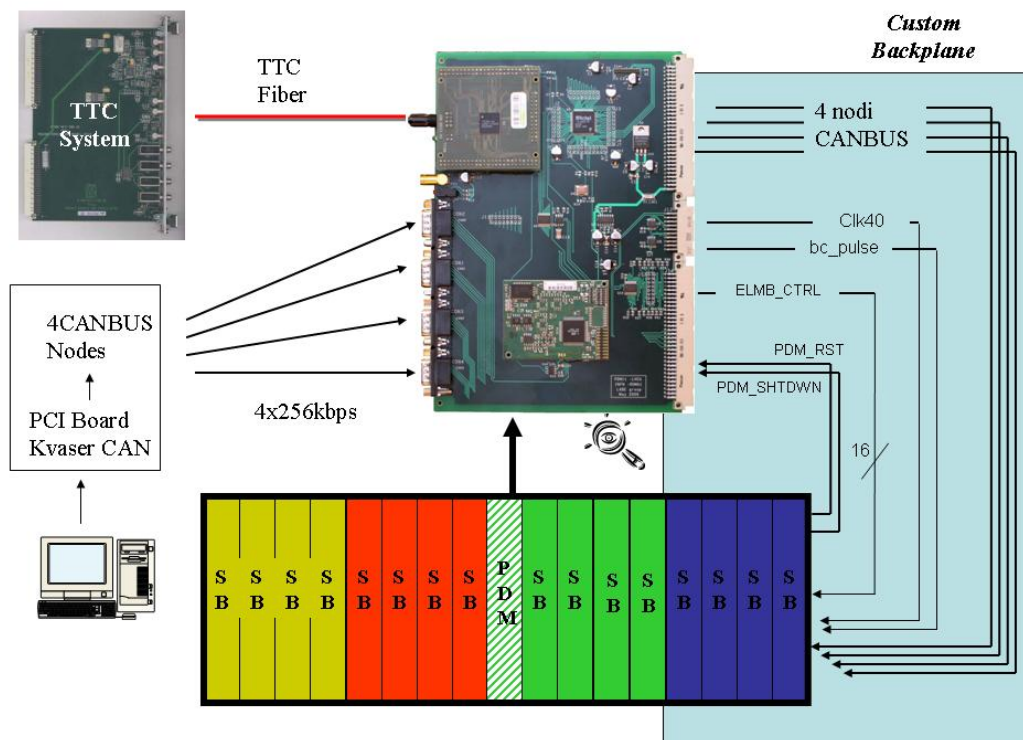 Custom
Backplane
TTC
System
TTC
Fiber
4 nodi
CANBUS
Clk40
bc_pulse
ELMB_CTRL
PDM_RST
PDM_SHTDWN
4CANBUS
Nodes
PCI Board
Kvaser CAN
4x256kbps
16
S
B
S
B
S
B
S
B
S
B
S
B
S
B
S
B
P
D
M
S
B
S
B
S
B
S
B
S
B
S
B
S
B
S
B